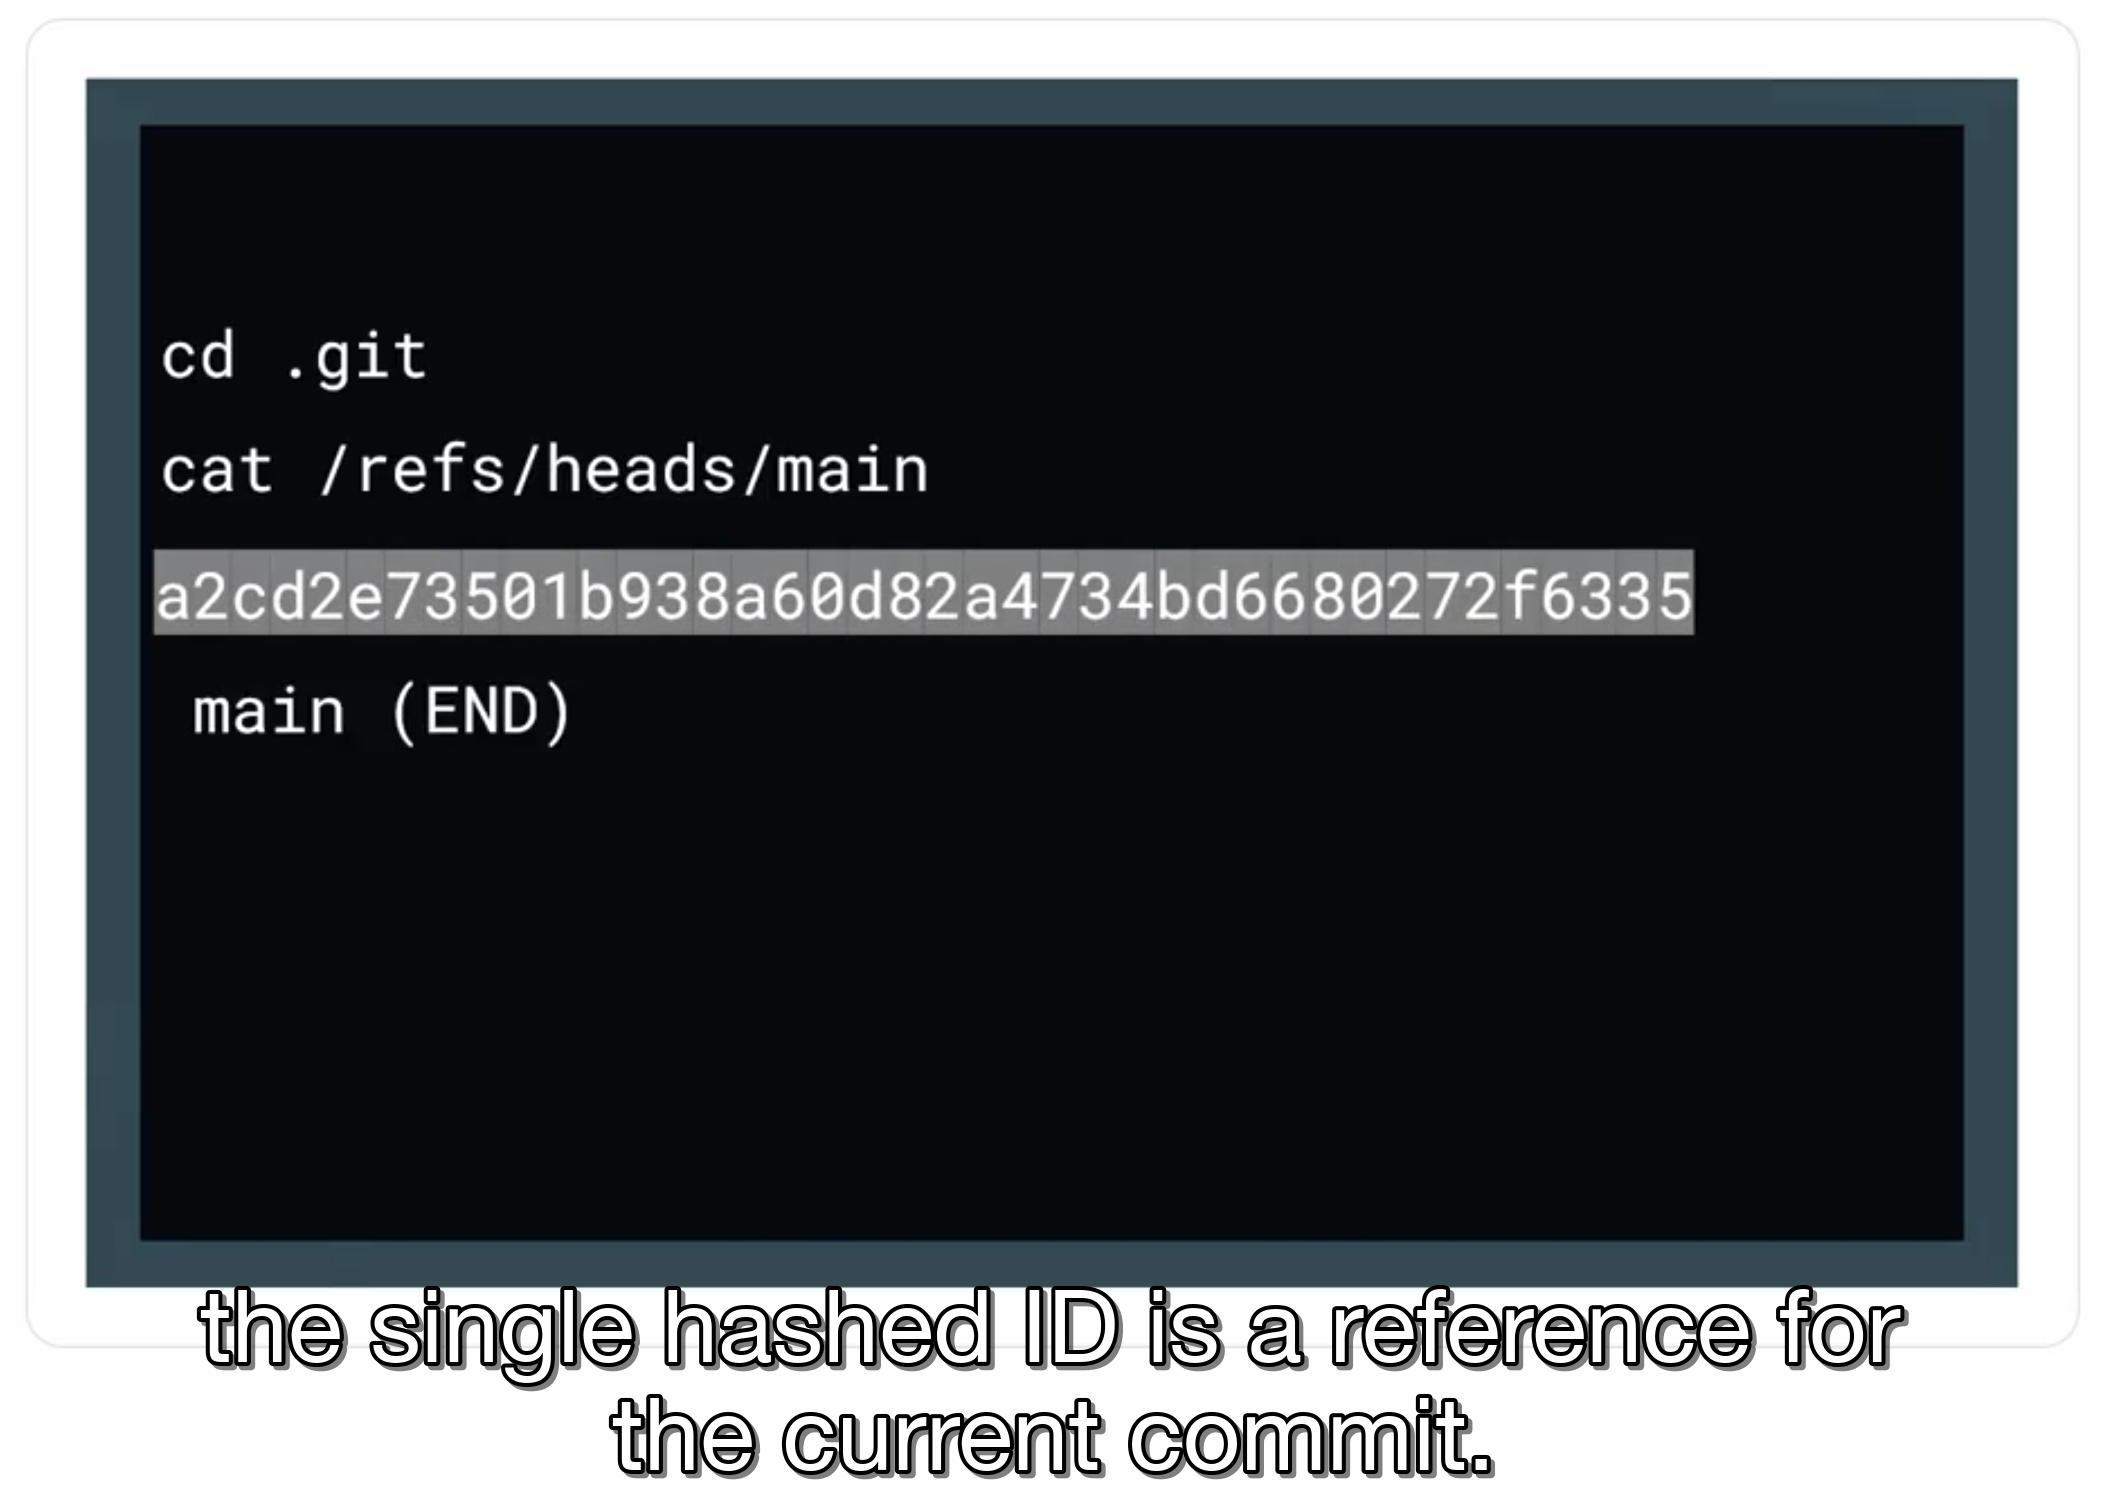 cd .git
cat /refs/heads/main
a2cd2e73501b938a60d82a4734bd6680272f6335
main (END)
the single hashed ID is a reference for
the current commit.